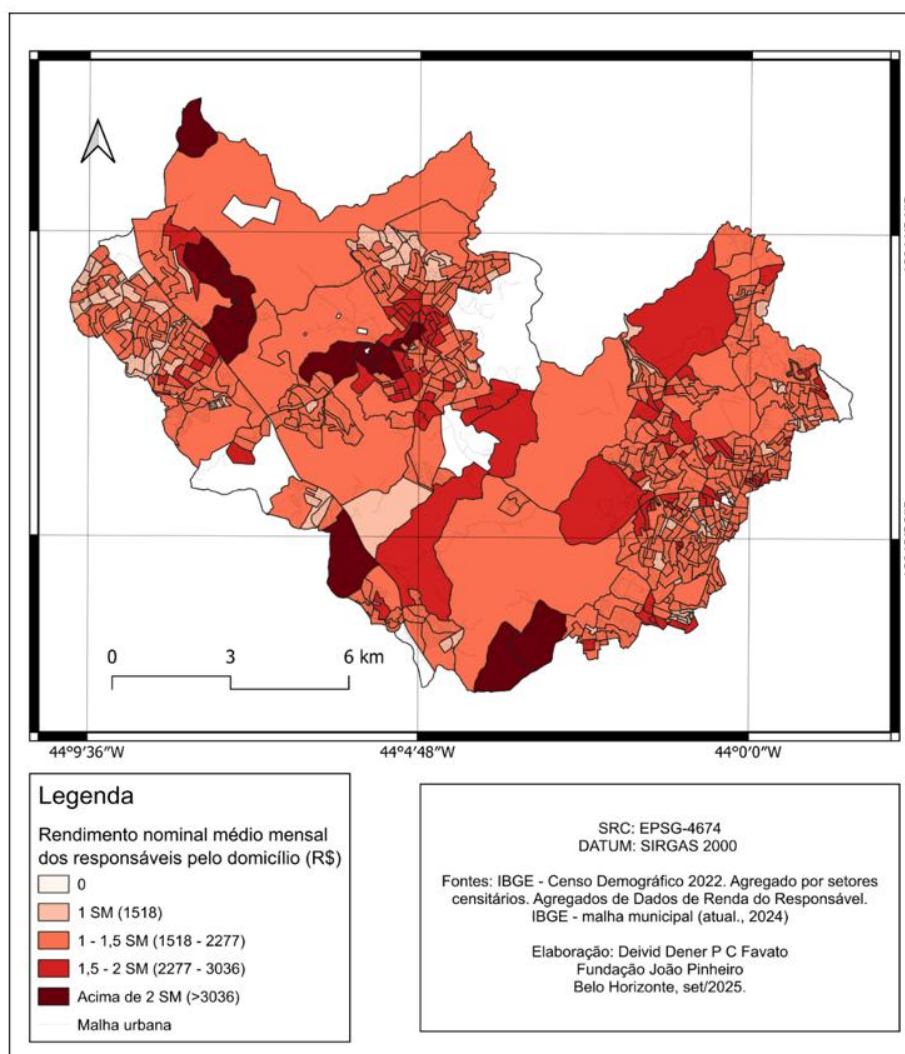 0
3
6 km
44°9′36″W
44°4′48″W
44°0′0″W
Legenda
Rendimento nominal médio mensal
dos responsáveis pelo domicílio (R$)
0
1 SM (1518)
1 - 1,5 SM (1518 - 2277)
1,5 - 2 SM (2277 - 3036)
Acima de 2 SM (>3036)
Malha urbana
SRC: EPSG-4674
DATUM: SIRGAS 2000
Fontes: IBGE - Censo Demográfico 2022. Agregado por setores
censitários. Agregados de Dados de Renda do Responsável.
IBGE - malha municipal (atual., 2024)
Elaboração: Deivid Dener P C Favato
Fundação João Pinheiro
Belo Horizonte, set/2025.